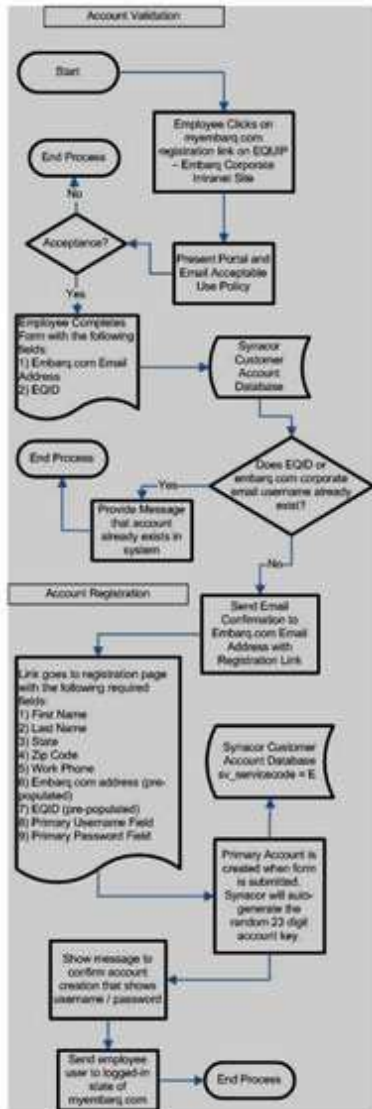 Account Validation
Start
Employee Clicks on
myembarq.com
registration link on EQUIP
– Embarq Corporate
Intranet Site
End Process
No
Acceptance?
Present Portal and
Email Acceptable
Use Policy
Yes
Employee Completes
Form with the following
fields:
1) Embarq.com Email
Address
2) EQID
Synacor
Customer
Account
Database
End Process
Does EQID or
embarq.com corporate
email username already
exist?
Yes
Provide Message
that account
already exists in
system
No
Account Registration
Send Email
Confirmation to
Embarq.com Email
Address with
Registration Link
Link goes to registration page
with the following required
fields:
1) First Name
2) Last Name
3) State
4) Zip Code
5) Work Phone
6) Embarq.com address (pre-
populated)
7) EQID (pre-populated)
8) Primary Username Field
9) Primary Password Field
Synacor Customer
Account Database
sv_servicecode = E
Primary Account is
created when form
is submitted.
Synacor will auto-
generate the
random 23 digit
account key.
Show message to
confirm account
creation that shows
username / password
Send employee
user to logged-in
state of
myembarq.com
End Process